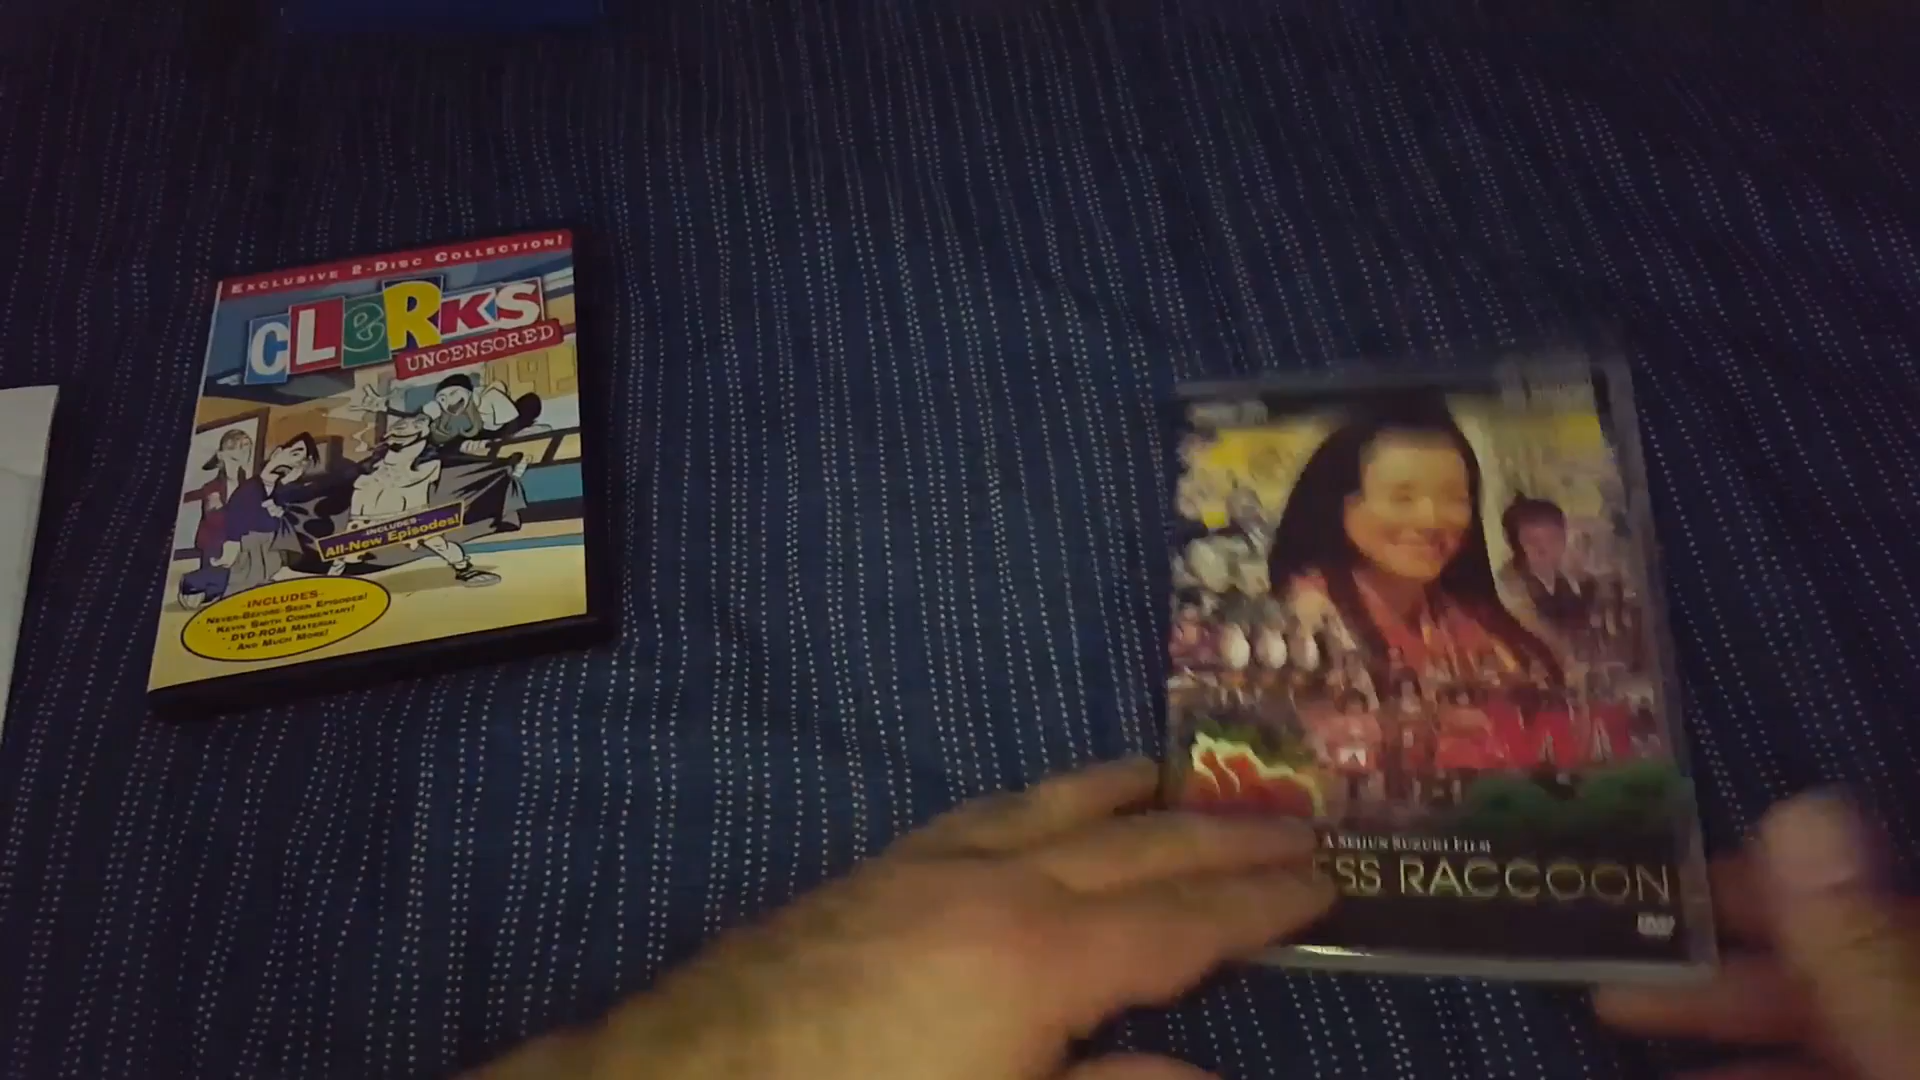 EXCLUSIVE 2-DISC COLLECTION!
CLeRKS
UNCENSORED
INCLUDES
All-New Episodes!
-INCLUDES-
· NEVER-BEFORE-SEEN EPISODES!
· KEVIN SMITH COMMENTARY!
· DVD-ROM MATERIAL
· AND MUCH MORE!
A SEIJUN SUZUKI FILM
ESS RACCOON
DVD